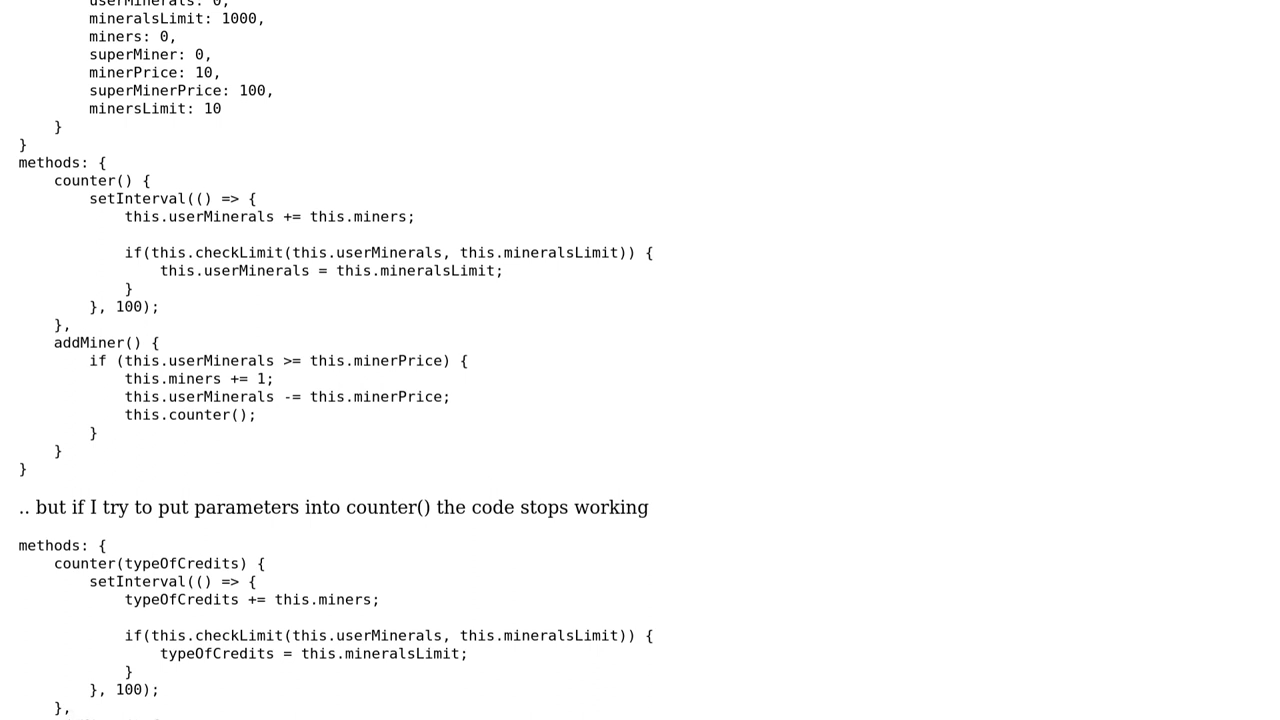 userMinerals: 0,
mineralsLimit: 1000,
miners: 0,
superMiner: 0,
minerPrice: 10,
superMinerPrice: 100,
minersLimit: 10
}
}
methods: {
counter() {
setInterval(() => {
this.userMinerals += this.miners;
if(this.checkLimit(this.userMinerals, this.mineralsLimit)) {
this.userMinerals = this.mineralsLimit;
}
}, 100);
},
addMiner() {
if (this.userMinerals >= this.minerPrice) {
this.miners += 1;
this.userMinerals -= this.minerPrice;
this.counter();
}
}
}
.. but if I try to put parameters into counter() the code stops working
methods: {
counter(typeOfCredits) {
setInterval(() => {
typeOfCredits += this.miners;
if(this.checkLimit(this.userMinerals, this.mineralsLimit)) {
typeOfCredits = this.mineralsLimit;
}
}, 100);
},